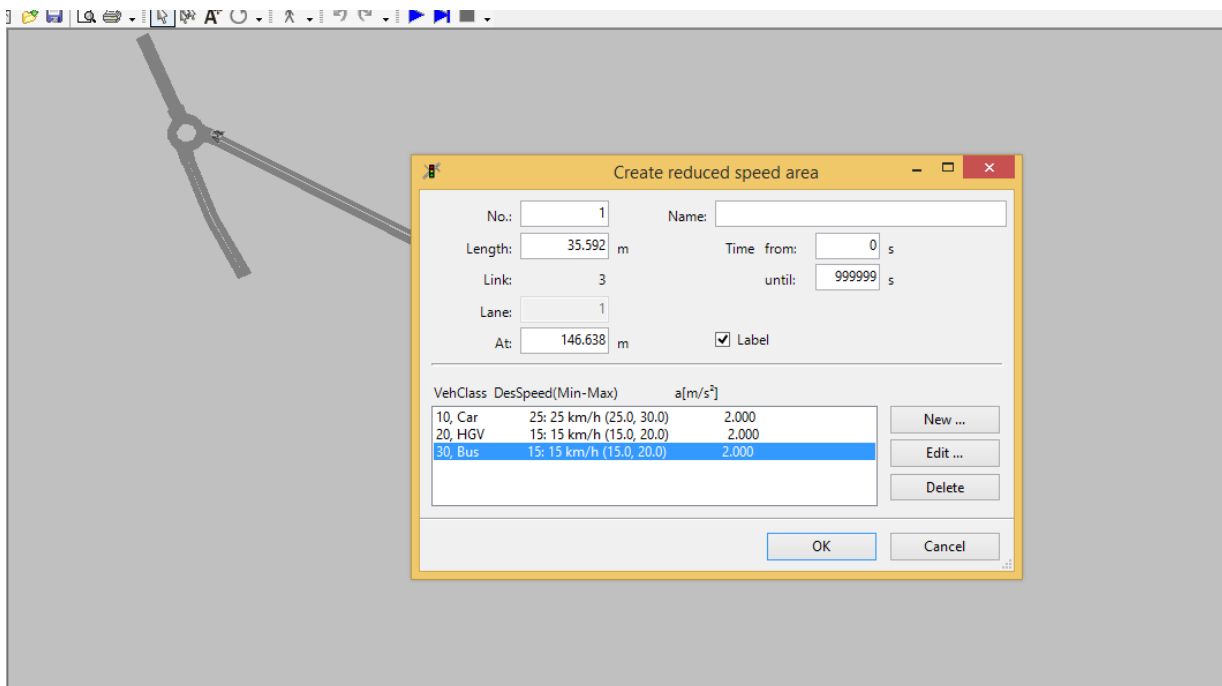 A+
Create reduced speed area
No.: 1 Name:
Length: 35.592 m Time from: 0 s
Link: 3 until: 999999 s
Lane: 1
At: 146.638 m Label
VehClass DesSpeed(Min-Max) a[m/s²]
10, Car 25: 25 km/h (25.0, 30.0) 2.000 New ...
20, HGV 15: 15 km/h (15.0, 20.0) 2.000
30, Bus 15: 15 km/h (15.0, 20.0) 2.000 Edit ...
Delete
OK Cancel